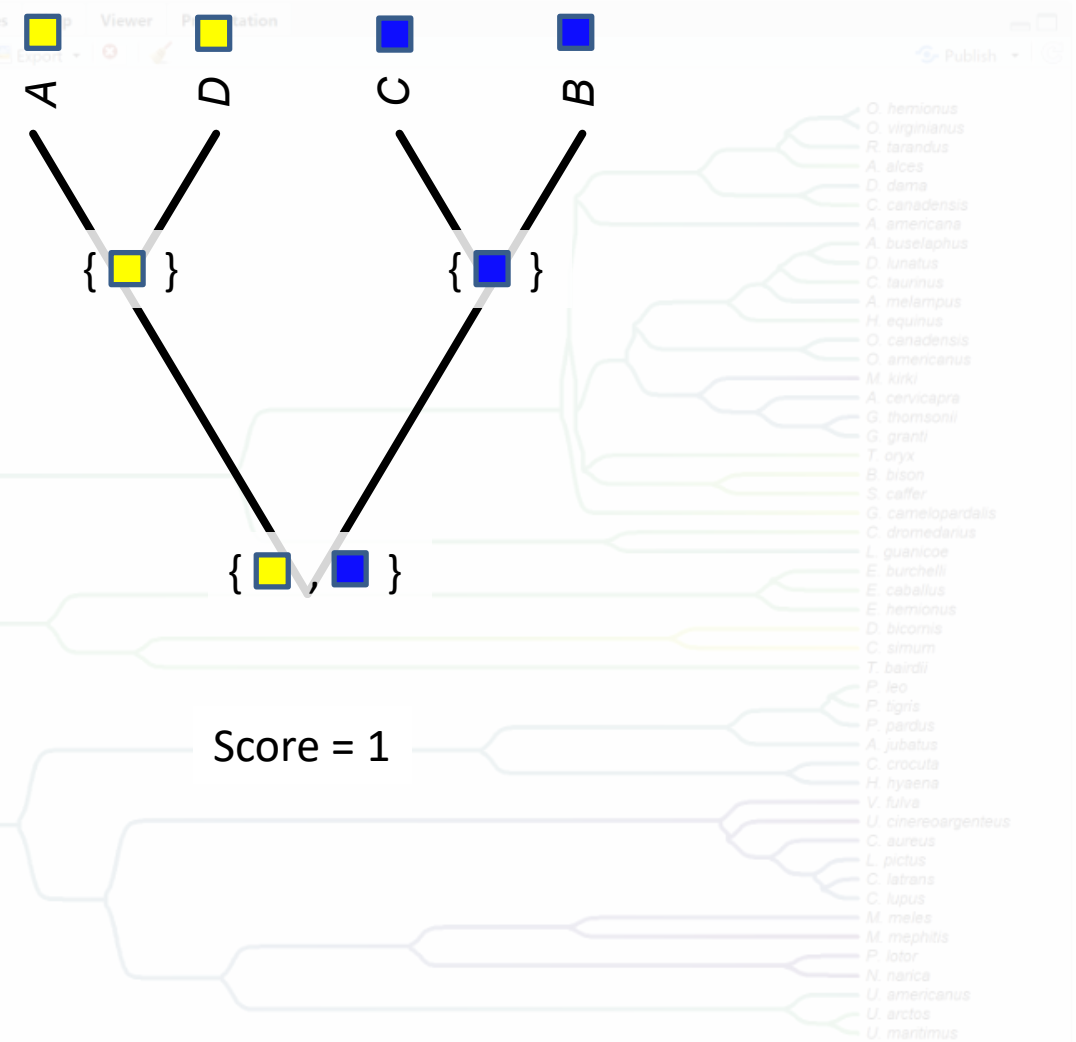 Viewer
Export
Publish
A D C B
{ }
{ }
{ , }
Score = 1
O. hemionus
O. virginianus
R. tarandus
A. alces
D. dama
C. canadensis
A. americana
A. buselaphus
D. lunatus
C. taurinus
A. melampus
H. equinus
O. canadensis
O. americanus
M. kirki
A. cervicapra
G. thomsonii
G. granti
T. oryx
B. bison
S. caffer
G. camelopardalis
C. dromedarius
L. guanicoe
E. burchelli
E. caballus
E. hemionus
D. bicornis
C. simum
T. bairdii
P. leo
P. tigris
P. pardus
A. jubatus
C. crocuta
H. hyaena
V. fulva
U. cinereoargenteus
C. aureus
L. pictus
C. latrans
C. lupus
M. meles
M. mephitis
P. lotor
N. narica
U. americanus
U. arctos
U. maritimus